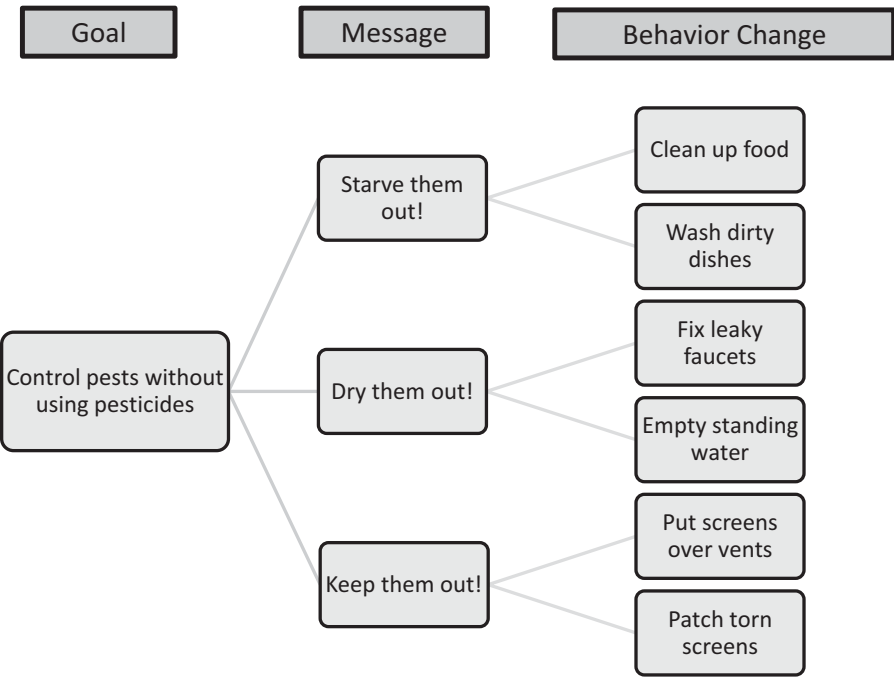 Goal
Message
Behavior Change
Control pests without
using pesticides
Starve them
out!
Clean up food
Wash dirty
dishes
Dry them out!
Fix leaky
faucets
Empty standing
water
Keep them out!
Put screens
over vents
Patch torn
screens